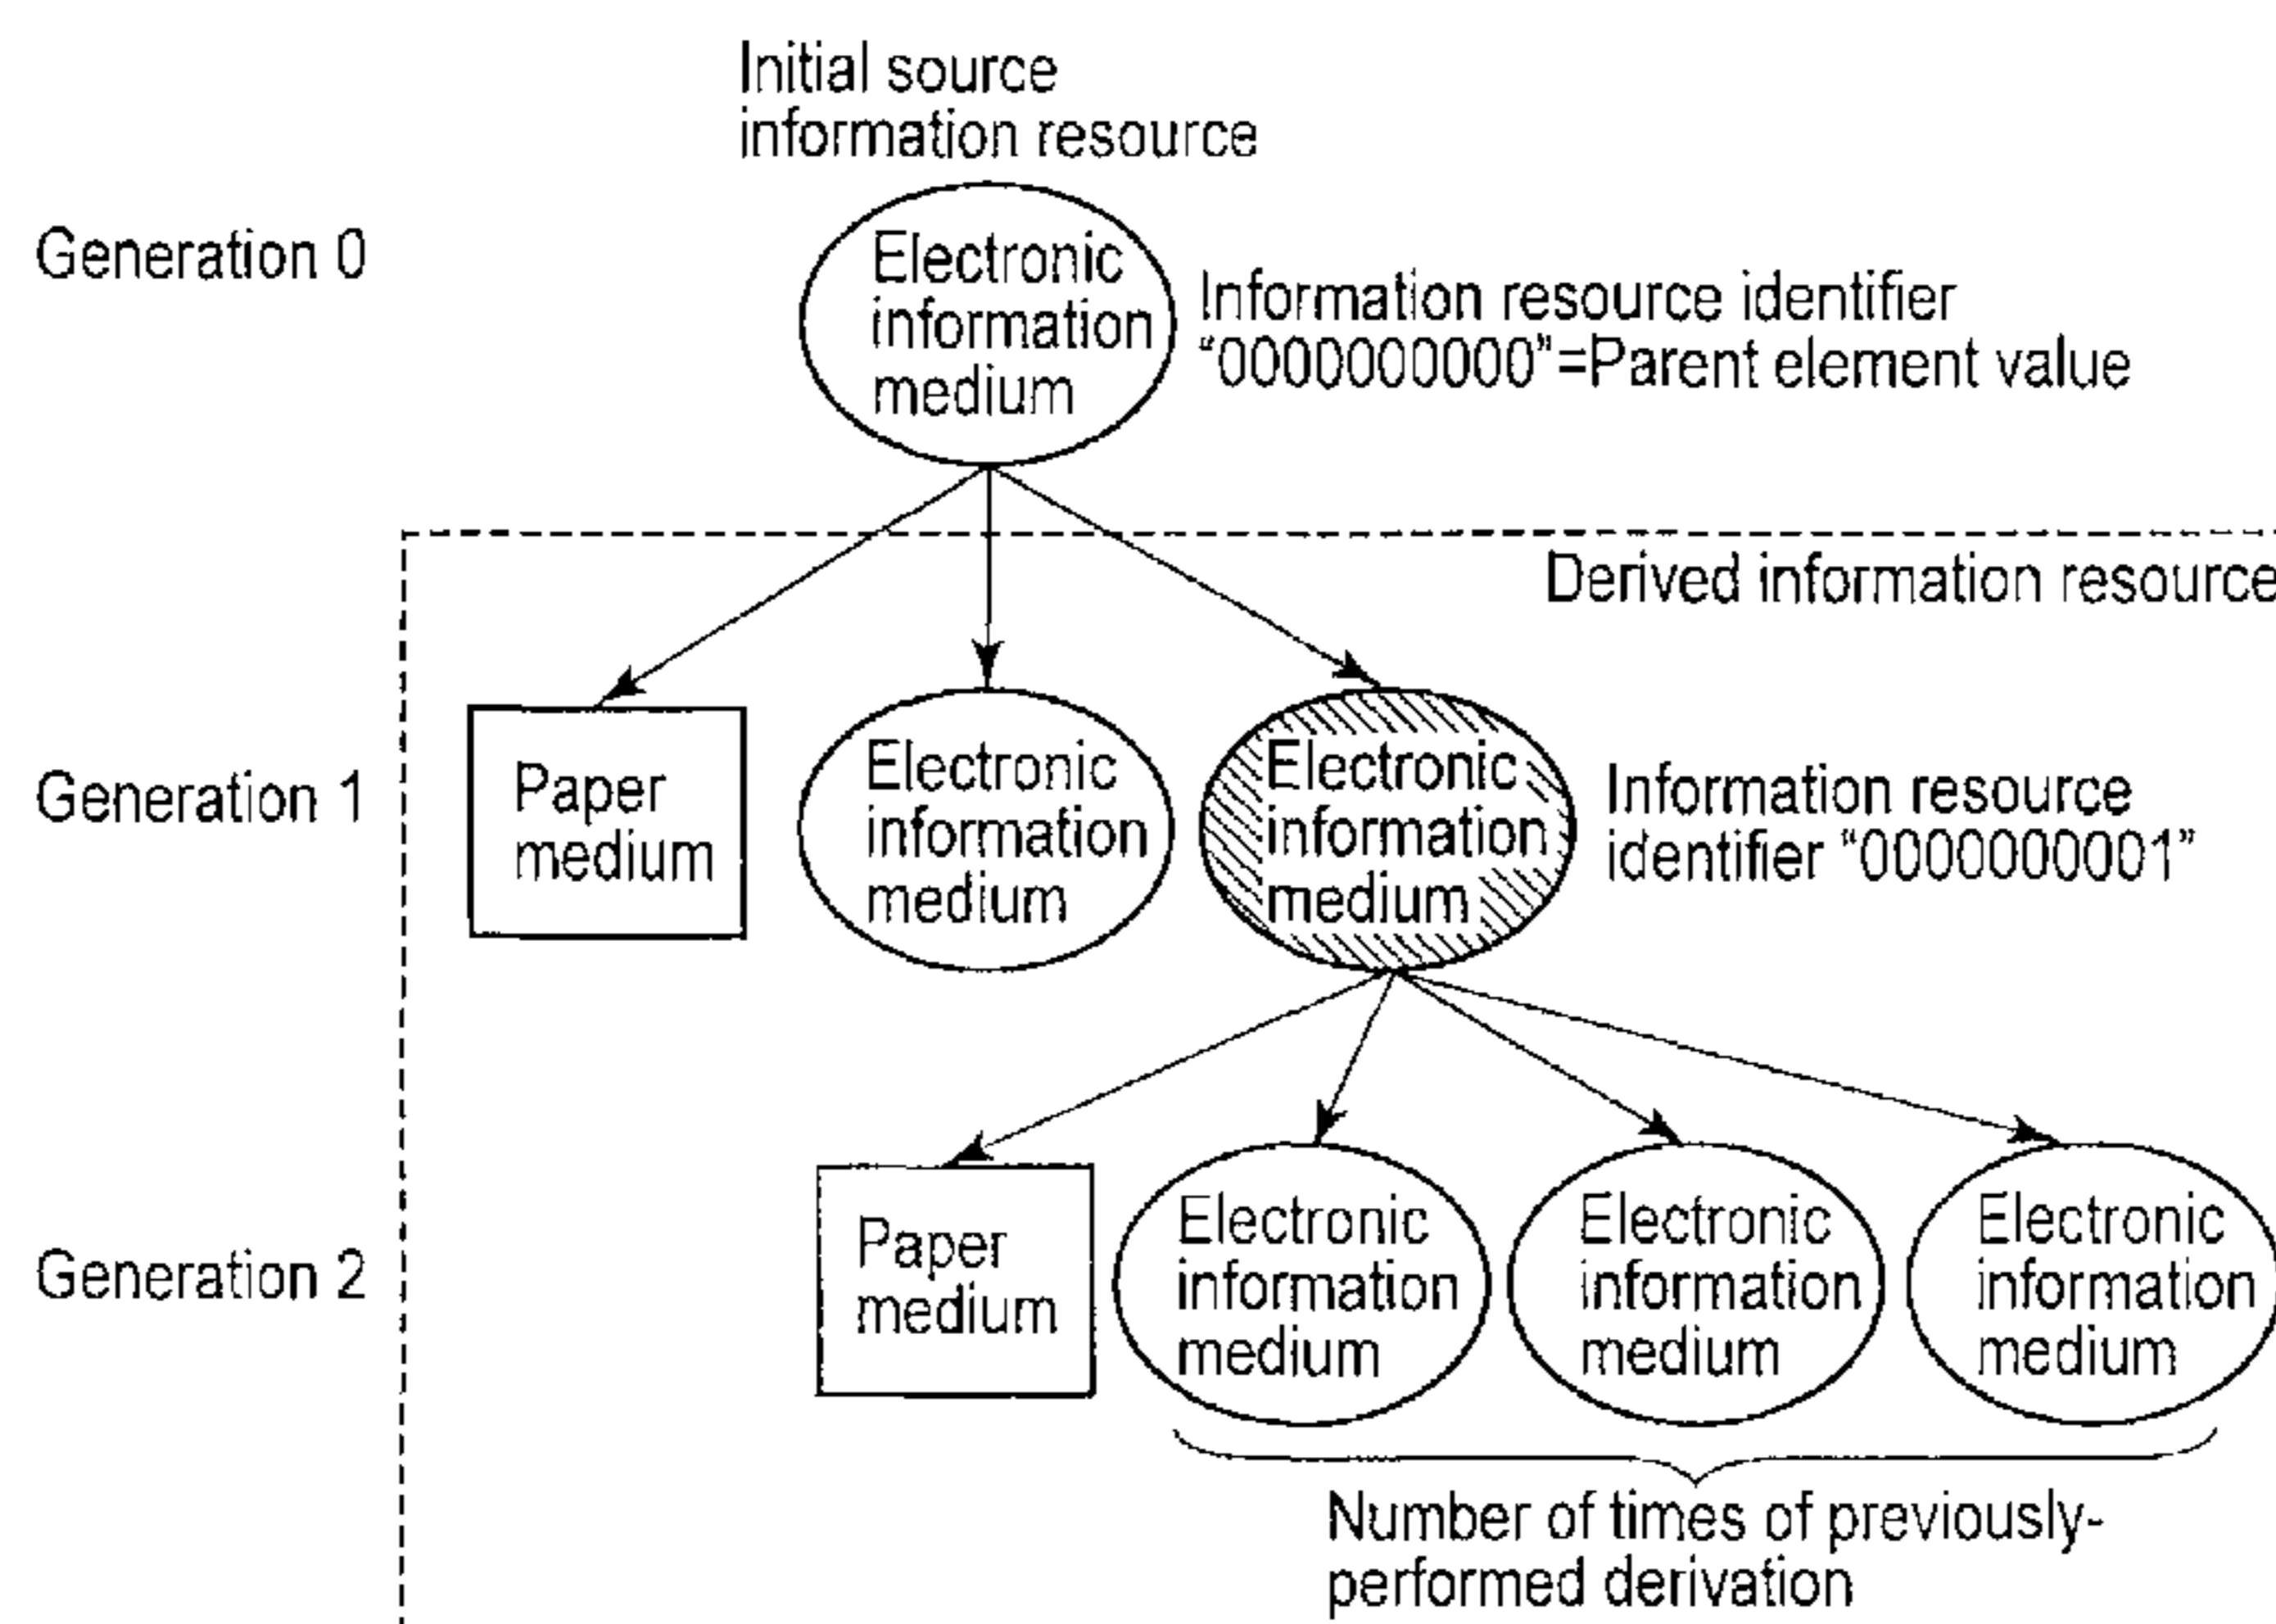 Initial source
information resource
Generation 0
Electronic
information
medium
Information resource identifier
“0000000000”=Parent element value
Derived information resource
Generation 1
Paper
medium
Electronic
information
medium
Electronic
information
medium
Information resource
identifier “0000000001”
Generation 2
Paper
medium
Electronic
information
medium
Electronic
information
medium
Electronic
information
medium
Number of times of previously-
performed derivation